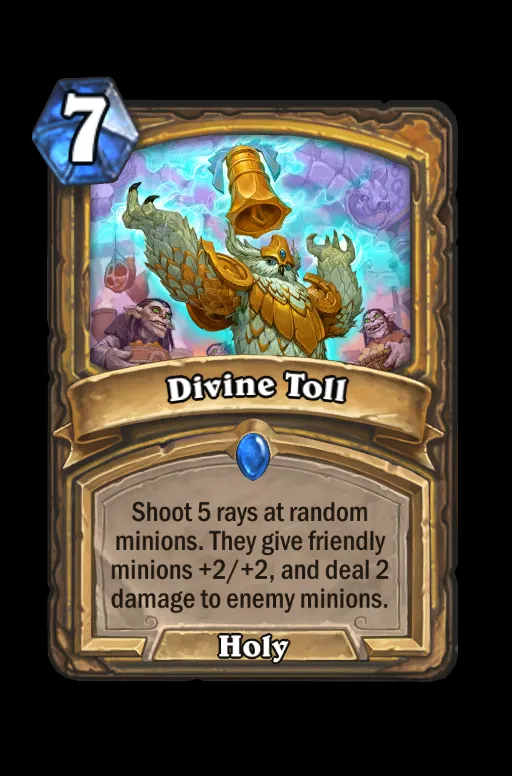 7
Divine Toll
Shoot 5 rays at random
minions. They give friendly
minions +2/+2, and deal 2
damage to enemy minions.
Holy